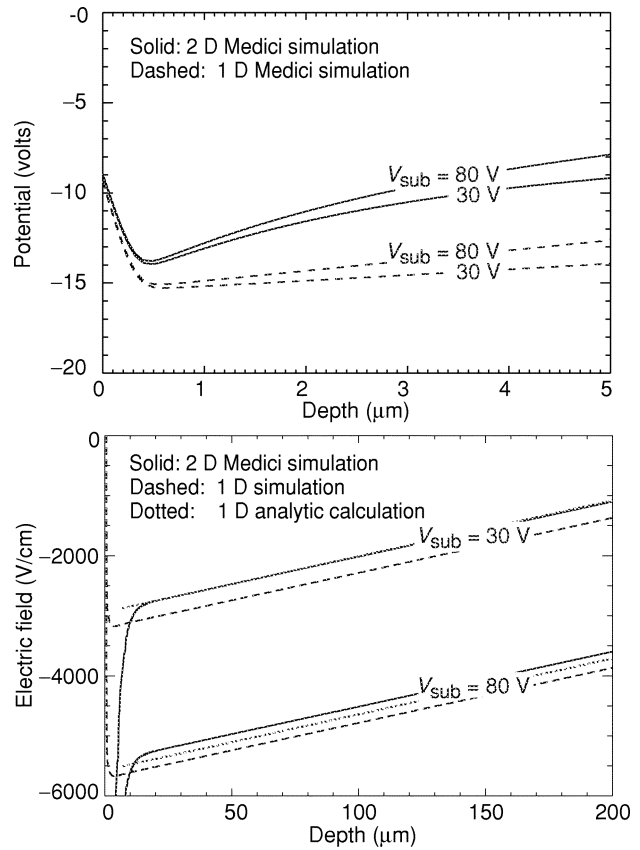 -0
Solid: 2 D Medici simulation
Dashed: 1 D Medici simulation
−5
−10
−15
−20
Potential (volts)
Vsub = 80 V
30 V
Vsub = 80 V
30 V
0 1 2 3 4 5
Depth (μm)
0
Solid: 2 D Medici simulation
Dashed: 1 D simulation
Dotted: 1 D analytic calculation
−2000
−4000
−6000
Electric field (V/cm)
Vsub = 30 V
Vsub = 80 V
0 50 100 150 200
Depth (μm)